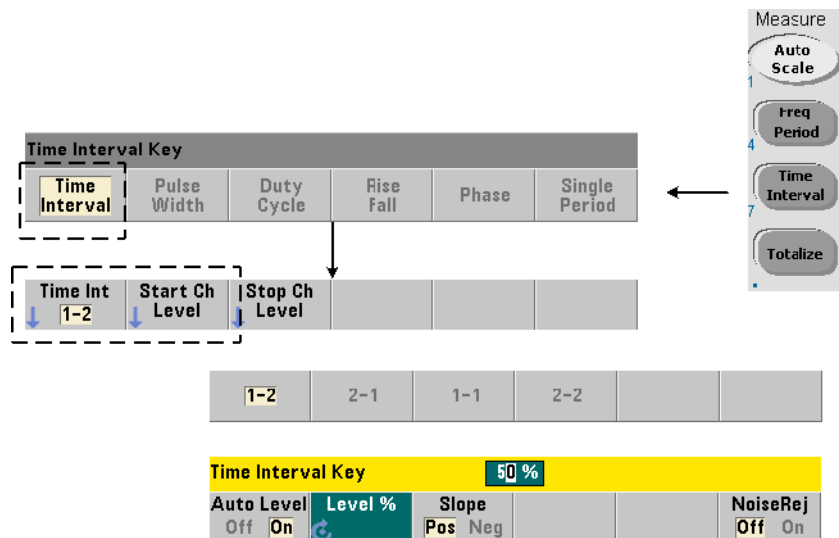 Measure
Auto
Scale
1
Freq
Period
4
Time
Interval
7
Totalize
.
Time Interval Key
Time
Interval
Pulse
Width
Duty
Cycle
Rise
Fall
Phase
Single
Period
Time Int
1-2
Start Ch
Level
Stop Ch
Level
1-2 2-1 1-1 2-2
Time Interval Key 50 %
Auto Level
Off On
Level %
Slope
Pos Neg
NoiseRej
Off On